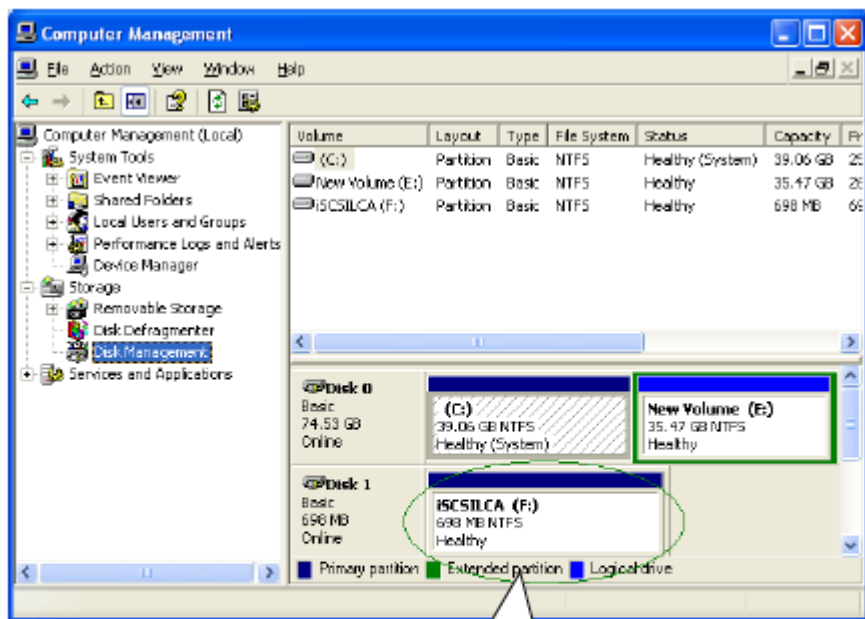 Computer Management
File Action View Window Help
Computer Management (Local)
System Tools
Event Viewer
Shared Folders
Local Users and Groups
Performance Logs and Alerts
Device Manager
Storage
Removable Storage
Disk Defragmenter
Disk Management
Services and Applications
Volume Layout Type File System Status Capacity Fr
(C:) Partition Basic NTFS Healthy (System) 39.06 GB
New Volume (E:) Partition Basic NTFS Healthy 35.47 GB
iSCSILCA (F:) Partition Basic NTFS Healthy 698 MB
Disk 0
Basic
74.53 GB
Online
(C:)
39.06 GB NTFS
Healthy (System)
New Volume (E:)
35.47 GB NTFS
Healthy
Disk 1
Basic
698 MB
Online
iSCSILCA (F:)
698 MB NTFS
Healthy
Primary partition Extended partition Logical drive